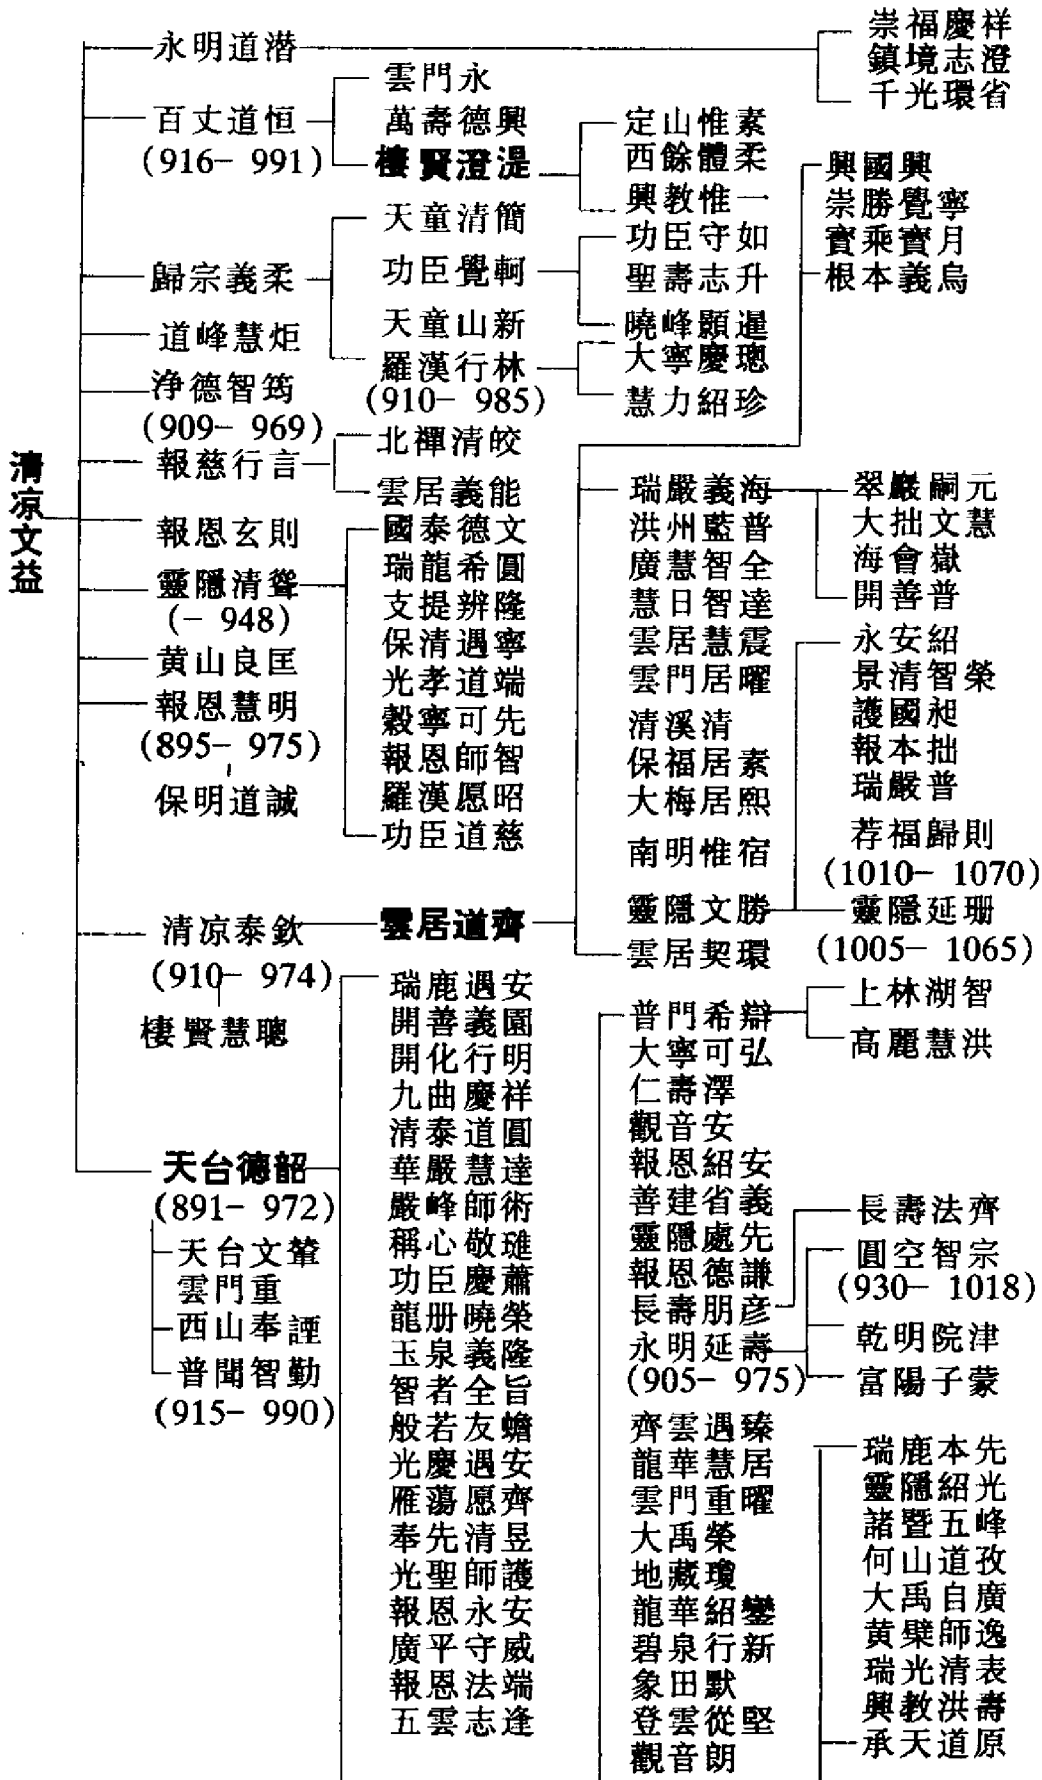 清凉文益
永明道潜
百丈道恒
(916- 991)
歸宗義柔
道峰慧炬
净德智筠
(909- 969)
報慈行言
報恩玄則
靈隱清聳
(- 948)
黄山良匡
報恩慧明
(895- 975)
保明道誠
清凉泰欽
(910- 974)
棲賢慧聰
天台德韶
(891- 972)
天台文輦
雲門重
西山奉諲
普聞智勤
(915- 990)
雲門永
萬壽德興
棲賢澄湜
天童清簡
功臣覺軻
天童山新
羅漢行林
(910- 985)
北禪清皎
雲居義能
國泰德文
瑞龍希圓
支提辨隆
保清遇寧
光孝道端
穀寧可先
報恩師智
羅漢愿昭
功臣道慈
雲居道齊
瑞鹿遇安
開善義圓
開化行明
九曲慶祥
清泰道圓
華嚴慧達
嚴峰師術
稱心敬璡
功臣慶蕭
龍册曉榮
玉泉義隆
智者全旨
般若友蟾
光慶遇安
雁蕩愿齊
奉先清昱
光聖師護
報恩永安
廣平守威
報恩法端
五雲志逢
定山惟素
西餘體柔
興教惟一
功臣守如
聖壽志升
曉峰顥暹
大寧慶璁
慧力紹珍
瑞嚴義海
洪州藍普
廣慧智全
慧日智達
雲居慧震
雲門居曜
清溪清
保福居素
大梅居熙
南明惟宿
靈隱文勝
雲居契環
普門希辯
大寧可弘
仁壽澤
觀音安
報恩紹安
善建省義
靈隱處先
報恩德謙
長壽朋彦
永明延壽
(905- 975)
齊雲遇臻
龍華慧居
雲門重曜
大禹榮
地藏瓊
龍華紹鑾
碧泉行新
象田默
登雲從堅
觀音朗
崇福慶祥
鎮境志澄
千光環省
興國興
崇勝覺寧
寶乘寶月
根本義烏
翠巖嗣元
大拙文慧
海會嶽
開善普
永安紹
景清智榮
護國昶
報本拙
瑞嚴普
荐福歸則
(1010- 1070)
靈隱延珊
(1005- 1065)
上林湖智
高麗慧洪
長壽法齊
圓空智宗
(930- 1018)
乾明院津
富陽子蒙
瑞鹿本先
靈隱紹光
諸暨五峰
何山道孜
大禹自廣
黄檗師逸
瑞光清表
興教洪壽
承天道原